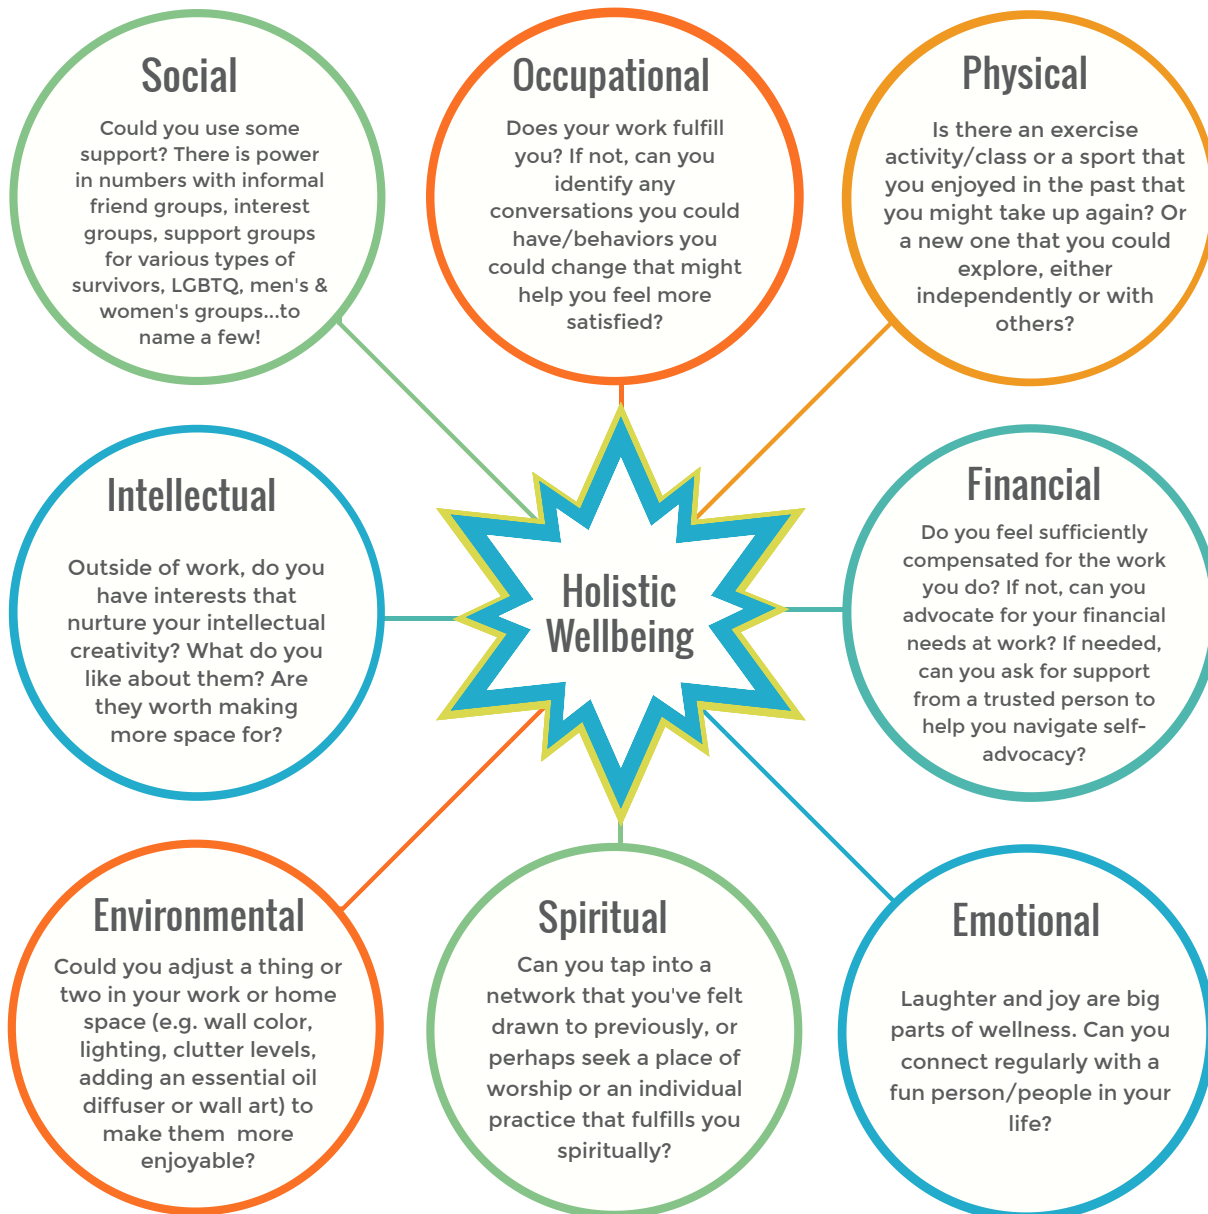 Social
Could you use some
support? There is power
in numbers with informal
friend groups, interest
groups, support groups
for various types of
survivors, LGBTQ, men's &
women's groups...to
name a few!
Occupational
Does your work fulfill
you? If not, can you
identify any
conversations you could
have/behaviors you
could change that might
help you feel more
satisfied?
Physical
Is there an exercise
activity/class or a sport that
you enjoyed in the past that
you might take up again? Or
a new one that you could
explore, either
independently or with
others?
Intellectual
Outside of work, do you
have interests that
nurture your intellectual
creativity? What do you
like about them? Are
they worth making
more space for?
Holistic
Wellbeing
Financial
Do you feel sufficiently
compensated for the work
you do? If not, can you
advocate for your financial
needs at work? If needed,
can you ask for support
from a trusted person to
help you navigate self-
advocacy?
Environmental
Could you adjust a thing or
two in your work or home
space (e.g. wall color,
lighting, clutter levels,
adding an essential oil
diffuser or wall art) to
make them  more
enjoyable?
Spiritual
Can you tap into a
network that you've felt
drawn to previously, or
perhaps seek a place of
worship or an individual
practice that fulfills you
spiritually?
Emotional
Laughter and joy are big
parts of wellness. Can you
connect regularly with a
fun person/people in your
life?